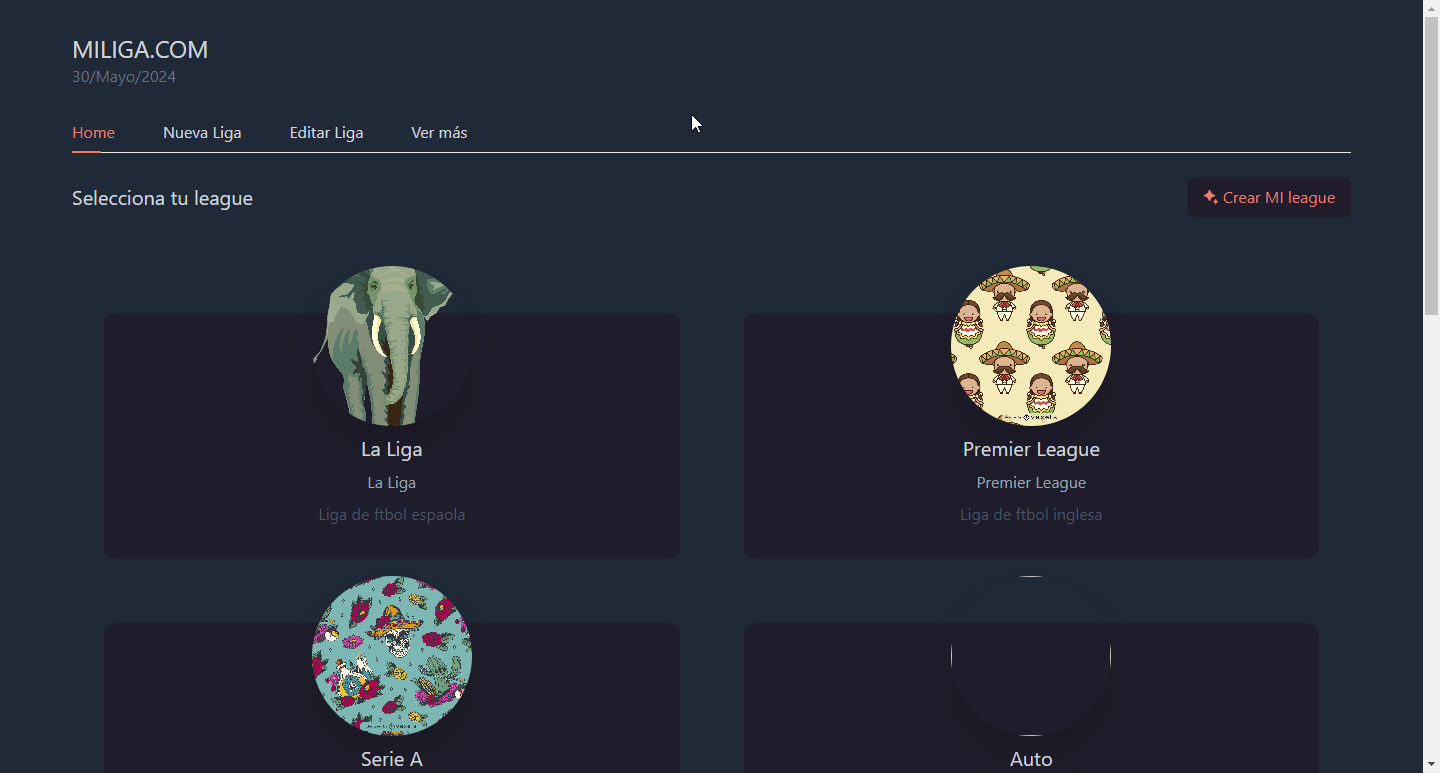 MILIGA.COM
30/Mayo/2024
Home Nueva Liga Editar Liga Ver más
Selecciona tu league
Crear MI league
La Liga
La Liga
Liga de ftbol espaola
Premier League
Premier League
Liga de ftbol inglesa
Serie A
Auto